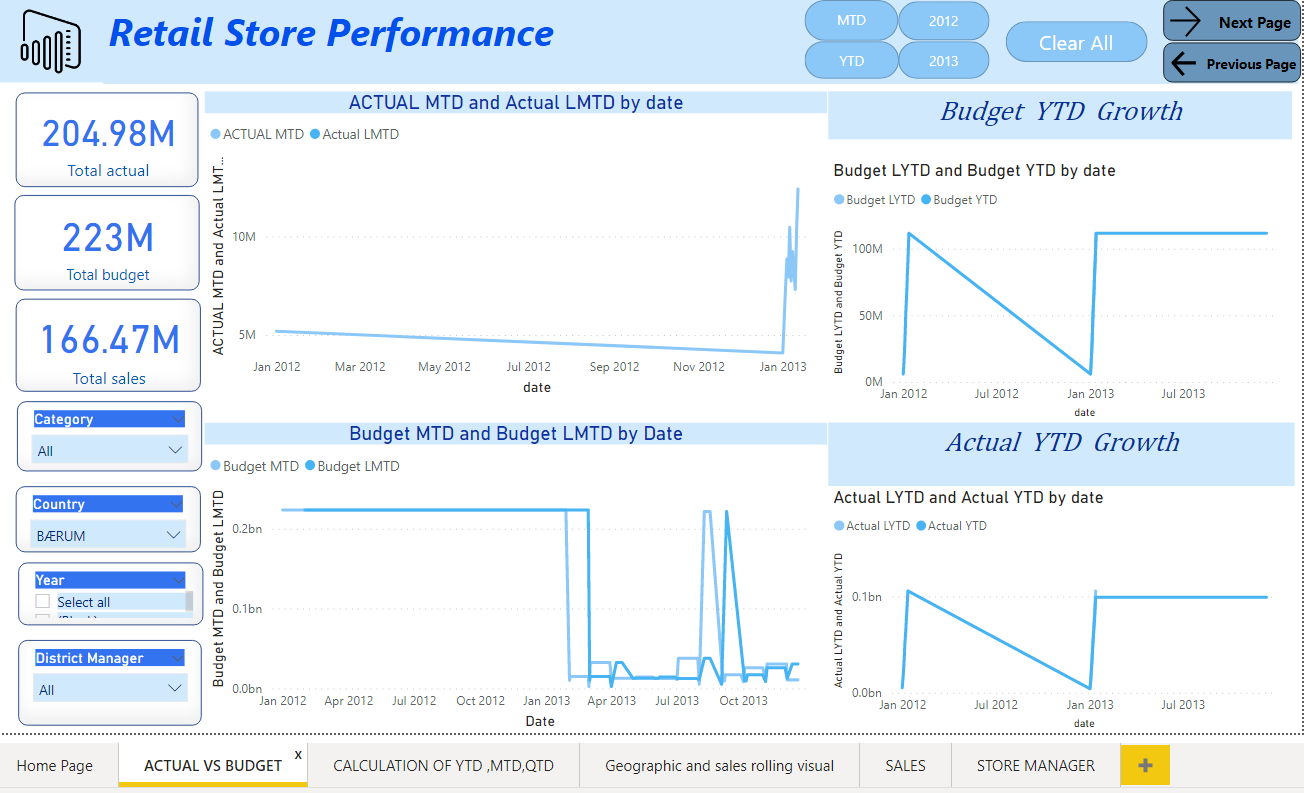 Retail Store Performance
MTD
2012
YTD
2013
Clear All
Next Page
Previous Page
204.98M
Total actual
223M
Total budget
166.47M
Total sales
Category
All
Country
BÆRUM
Year
Select all
District Manager
All
ACTUAL MTD and Actual LMTD by date
ACTUAL MTD Actual LMTD
ACTUAL MTD and Actual LMT...
10M
5M
Jan 2012 Mar 2012 May 2012 Jul 2012 Sep 2012 Nov 2012 Jan 2013
date
Budget MTD and Budget LMTD by Date
Budget MTD Budget LMTD
Budget MTD and Budget LMTD
0.2bn
0.1bn
0.0bn
Jan 2012 Apr 2012 Jul 2012 Oct 2012 Jan 2013 Apr 2013 Jul 2013 Oct 2013
Date
Budget YTD Growth
Budget LYTD and Budget YTD by date
Budget LYTD Budget YTD
Budget LYTD and Budget YTD
100M
50M
0M
Jan 2012 Jul 2012 Jan 2013 Jul 2013
date
Actual YTD Growth
Actual LYTD and Actual YTD by date
Actual LYTD Actual YTD
Actual LYTD and Actual YTD
0.1bn
0.0bn
Jan 2012 Jul 2012 Jan 2013 Jul 2013
date
Home Page
ACTUAL VS BUDGET x
CALCULATION OF YTD ,MTD,QTD
Geographic and sales rolling visual
SALES
STORE MANAGER
+